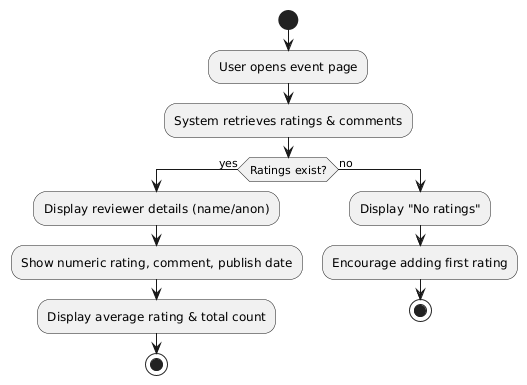 User opens event page
System retrieves ratings & comments
yes
Ratings exist?
no
Display reviewer details (name/anon)
Show numeric rating, comment, publish date
Display average rating & total count
Display "No ratings"
Encourage adding first rating